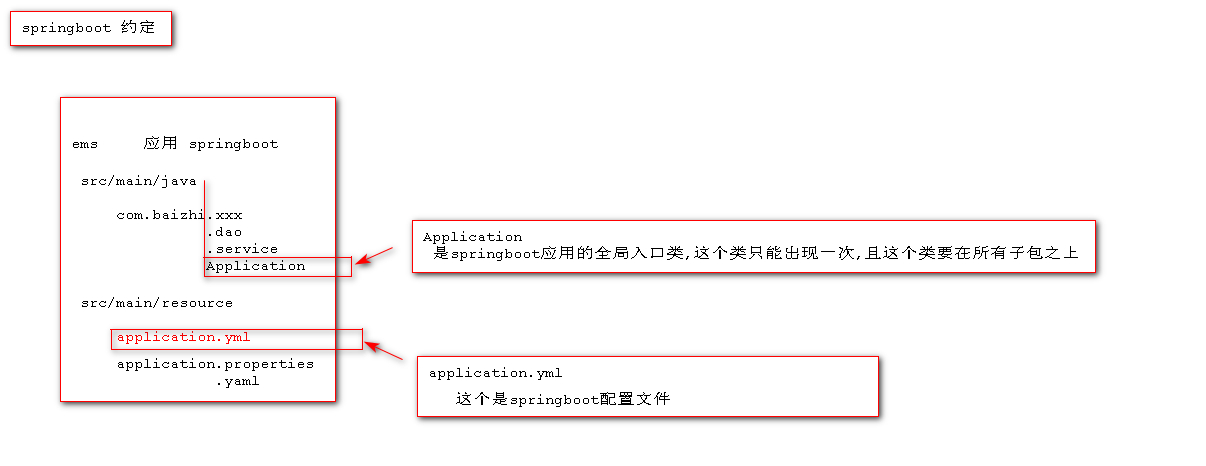 springboot 约定
ems 应用 springboot
src/main/java
com.baizhi.xxx
.dao
.service
Application
src/main/resource
application.yml
application.properties
.yaml
Application
是springboot应用的全局入口类,这个类只能出现一次,且这个类要在所有子包之上
application.yml
这个是springboot配置文件